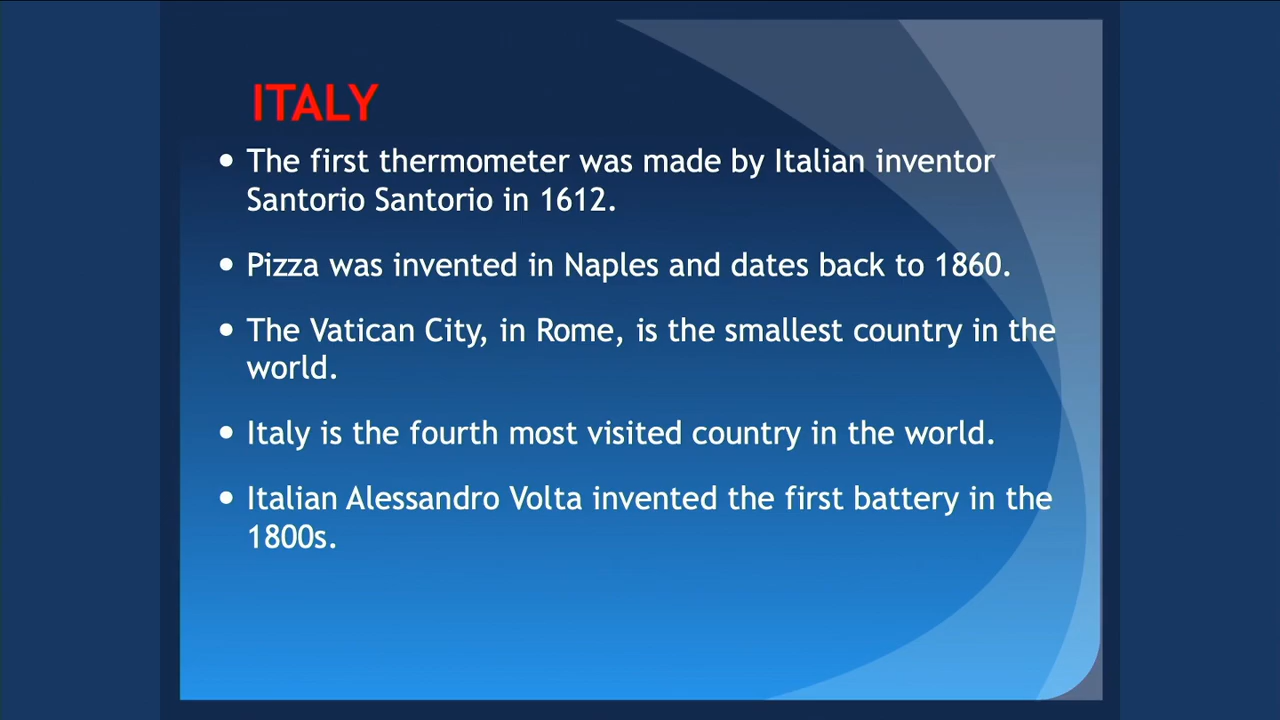 ITALY
• The first thermometer was made by Italian inventor
Santorio Santorio in 1612.
• Pizza was invented in Naples and dates back to 1860.
• The Vatican City, in Rome, is the smallest country in the
world.
• Italy is the fourth most visited country in the world.
• Italian Alessandro Volta invented the first battery in the
1800s.